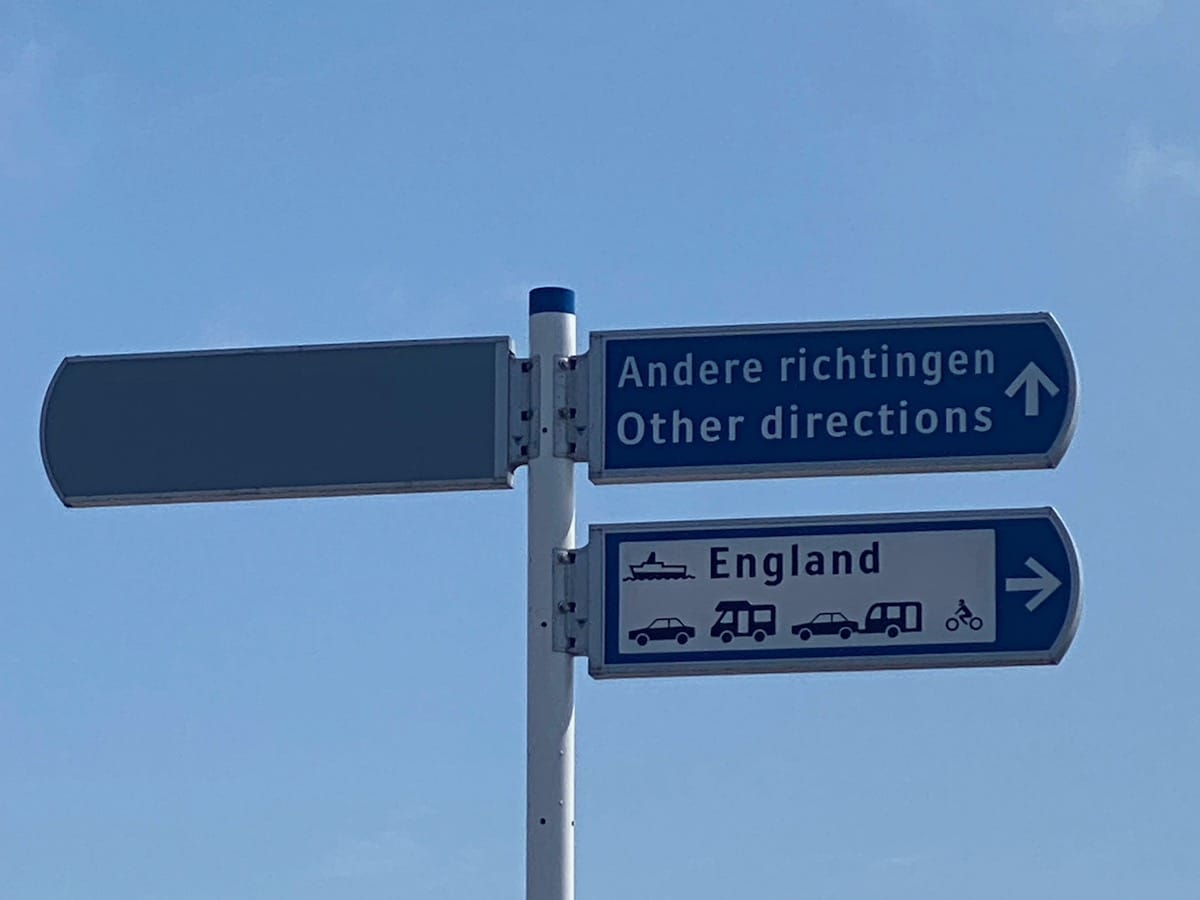 Andere richtingen
Other directions
England